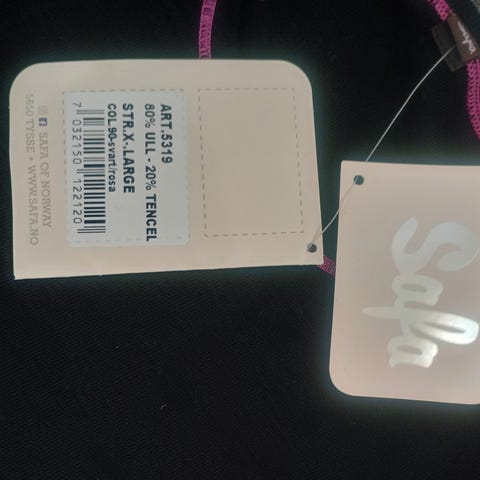 ART.5319
80% ULL - 20% TENCEL
STR.X-LARGE
COL.90-svart/rosa
7 032150 122120
SAFA OF NORWAY
5650 TYSSE • WWW.SAFA.NO
Safa